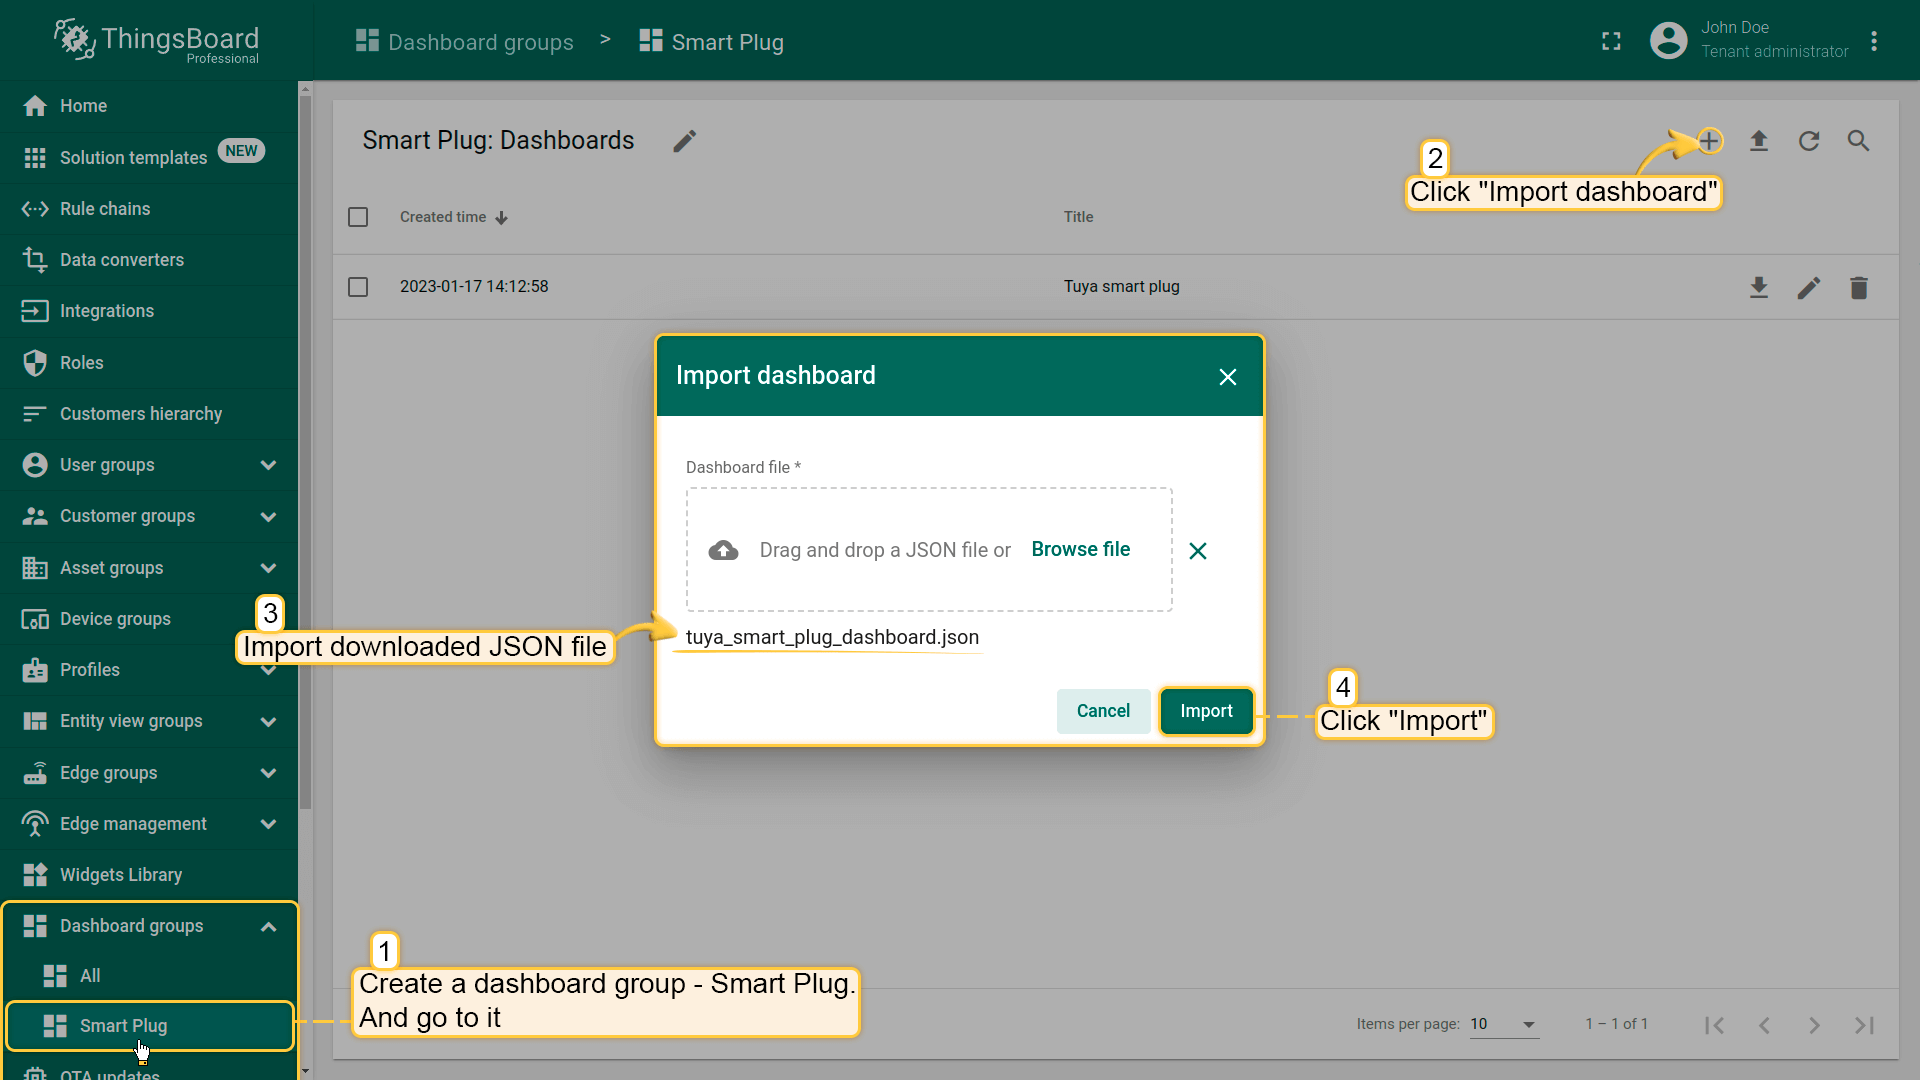 ThingsBoard
Professional
Dashboard groups > Smart Plug
John Doe
Tenant administrator
Home
Solution templates NEW
Rule chains
Data converters
Integrations
Roles
Customers hierarchy
User groups
Customer groups
Asset groups
Device groups
Profiles
Entity view groups
Edge groups
Edge management
Widgets Library
Dashboard groups
All
Smart Plug
OTA updates
Smart Plug: Dashboards
2
Click "Import dashboard"
Created time
Title
2023-01-17 14:12:58
Tuya smart plug
Import dashboard
Dashboard file *
Drag and drop a JSON file or Browse file
3
Import downloaded JSON file
tuya_smart_plug_dashboard.json
Cancel
Import
4
Click "Import"
1
Create a dashboard group - Smart Plug.
And go to it
Items per page: 10
1 – 1 of 1